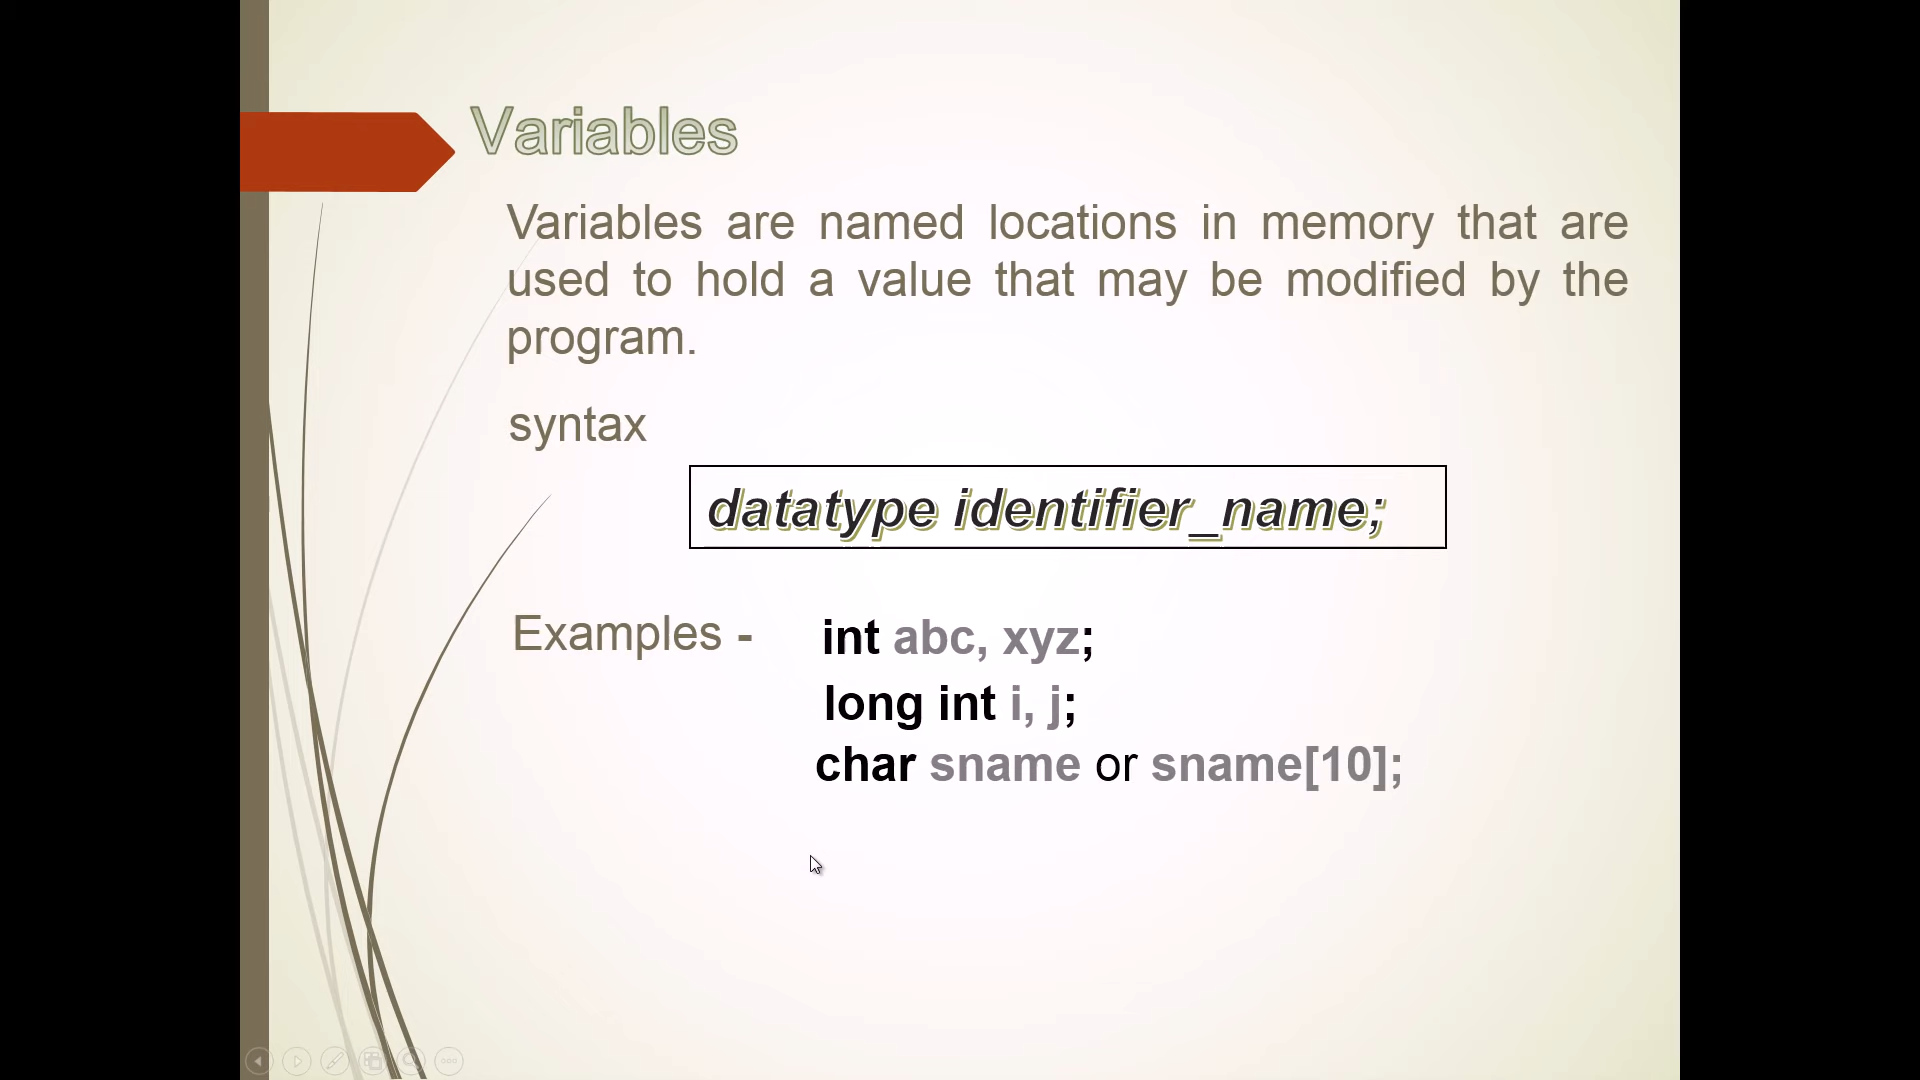 Variables
Variables are named locations in memory that are
used to hold a value that may be modified by the
program.
syntax
datatype identifier_name;
Examples - int abc, xyz;
long int i, j;
char sname or sname[10];